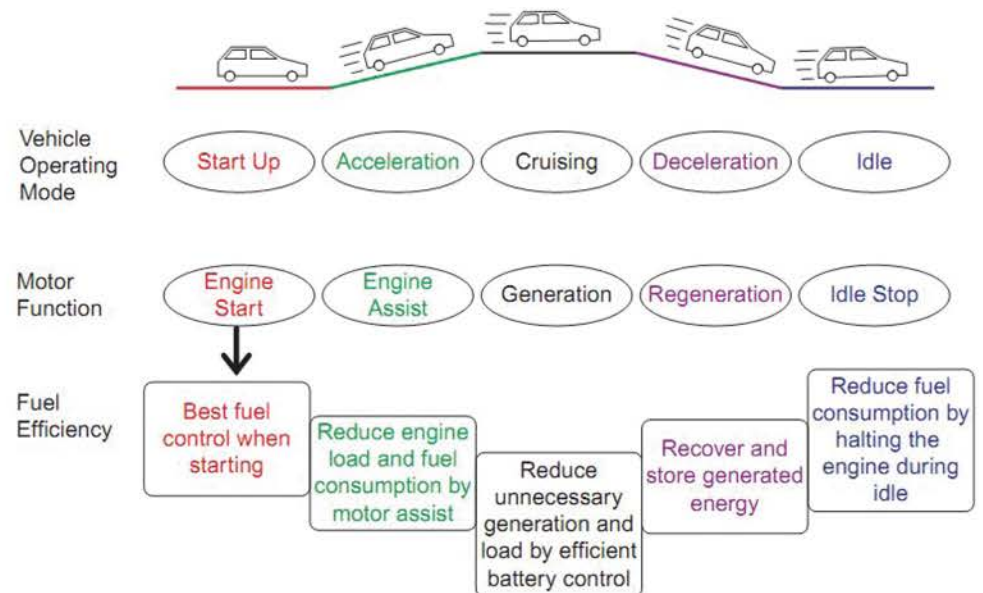 Vehicle
Operating
Mode
Start Up
Acceleration
Cruising
Deceleration
Idle
Motor
Function
Engine
Start
Engine
Assist
Generation
Regeneration
Idle Stop
Fuel
Efficiency
Best fuel
control when
starting
Reduce engine
load and fuel
consumption by
motor assist
Reduce
unnecessary
generation and
load by efficient
battery control
Recover and
store generated
energy
Reduce fuel
consumption by
halting the
engine during
idle